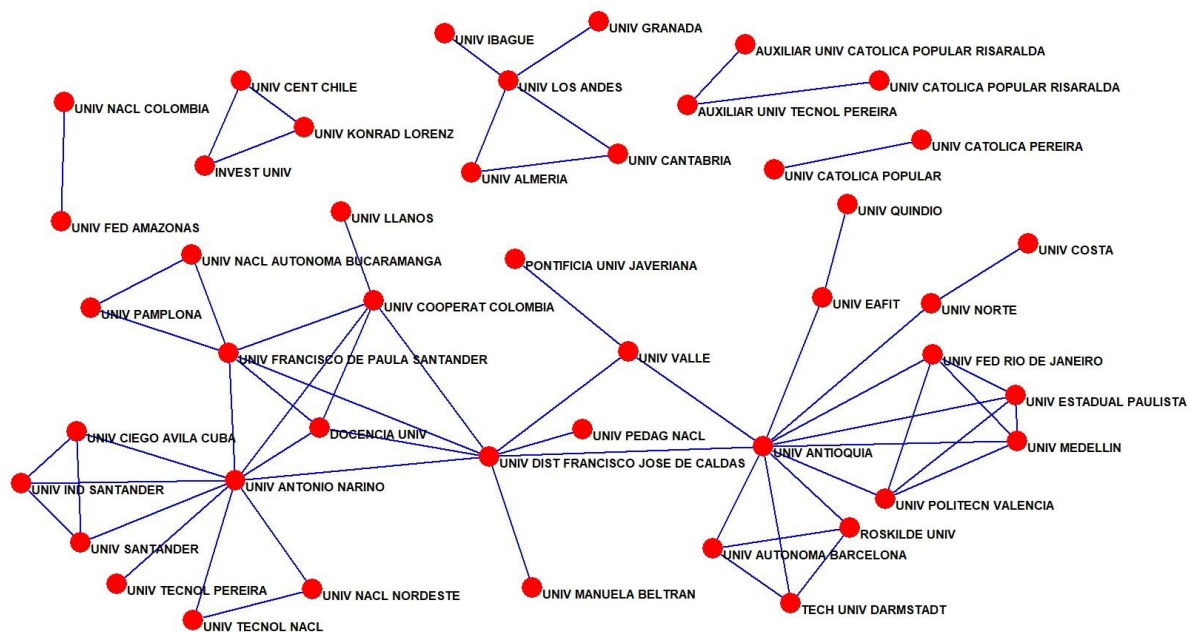 UNIV IBAGUE
UNIV GRANADA
AUXILIAR UNIV CATOLICA POPULAR RISARALDA
UNIV CENT CHILE
UNIV LOS ANDES
UNIV CATOLICA POPULAR RISARALDA
UNIV NACL COLOMBIA
AUXILIAR UNIV TECNOL PEREIRA
UNIV KONRAD LORENZ
UNIV CATOLICA PEREIRA
UNIV CANTABRIA
INVEST UNIV
UNIV ALMERIA
UNIV CATOLICA POPULAR
UNIV QUINDIO
UNIV LLANOS
UNIV FED AMAZONAS
UNIV COSTA
UNIV NACL AUTONOMA BUCARAMANGA
PONTIFICIA UNIV JAVERIANA
UNIV EAFIT
UNIV COOPERAT COLOMBIA
UNIV NORTE
UNIV PAMPLONA
UNIV FRANCISCO DE PAULA SANTANDER
UNIV VALLE
UNIV FED RIO DE JANEIRO
UNIV ESTADUAL PAULISTA
UNIV CIEGO AVILA CUBA
DOCENCIA UNIV
UNIV PEDAG NACL
UNIV MEDELLIN
UNIV ANTIOQUIA
UNIV DIST FRANCISCO JOSE DE CALDAS
UNIV IND SANTANDER
UNIV ANTONIO NARINO
UNIV POLITECN VALENCIA
ROSKILDE UNIV
UNIV SANTANDER
UNIV AUTONOMA BARCELONA
UNIV TECNOL PEREIRA
UNIV NACL NORDESTE
UNIV MANUELA BELTRAN
TECH UNIV DARMSTADT
UNIV TECNOL NACL